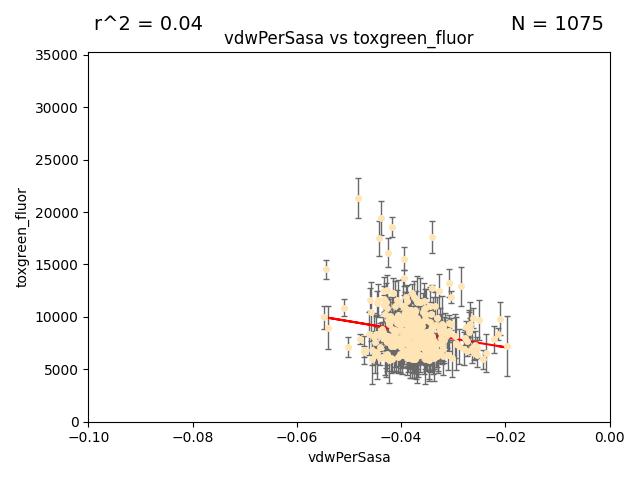 r^2 = 0.04
N = 1075
vdwPerSasa vs toxgreen_fluor
35000
30000
25000
20000
15000
10000
5000
0
toxgreen_fluor
−0.10
−0.08
−0.06
−0.04
−0.02
0.00
vdwPerSasa